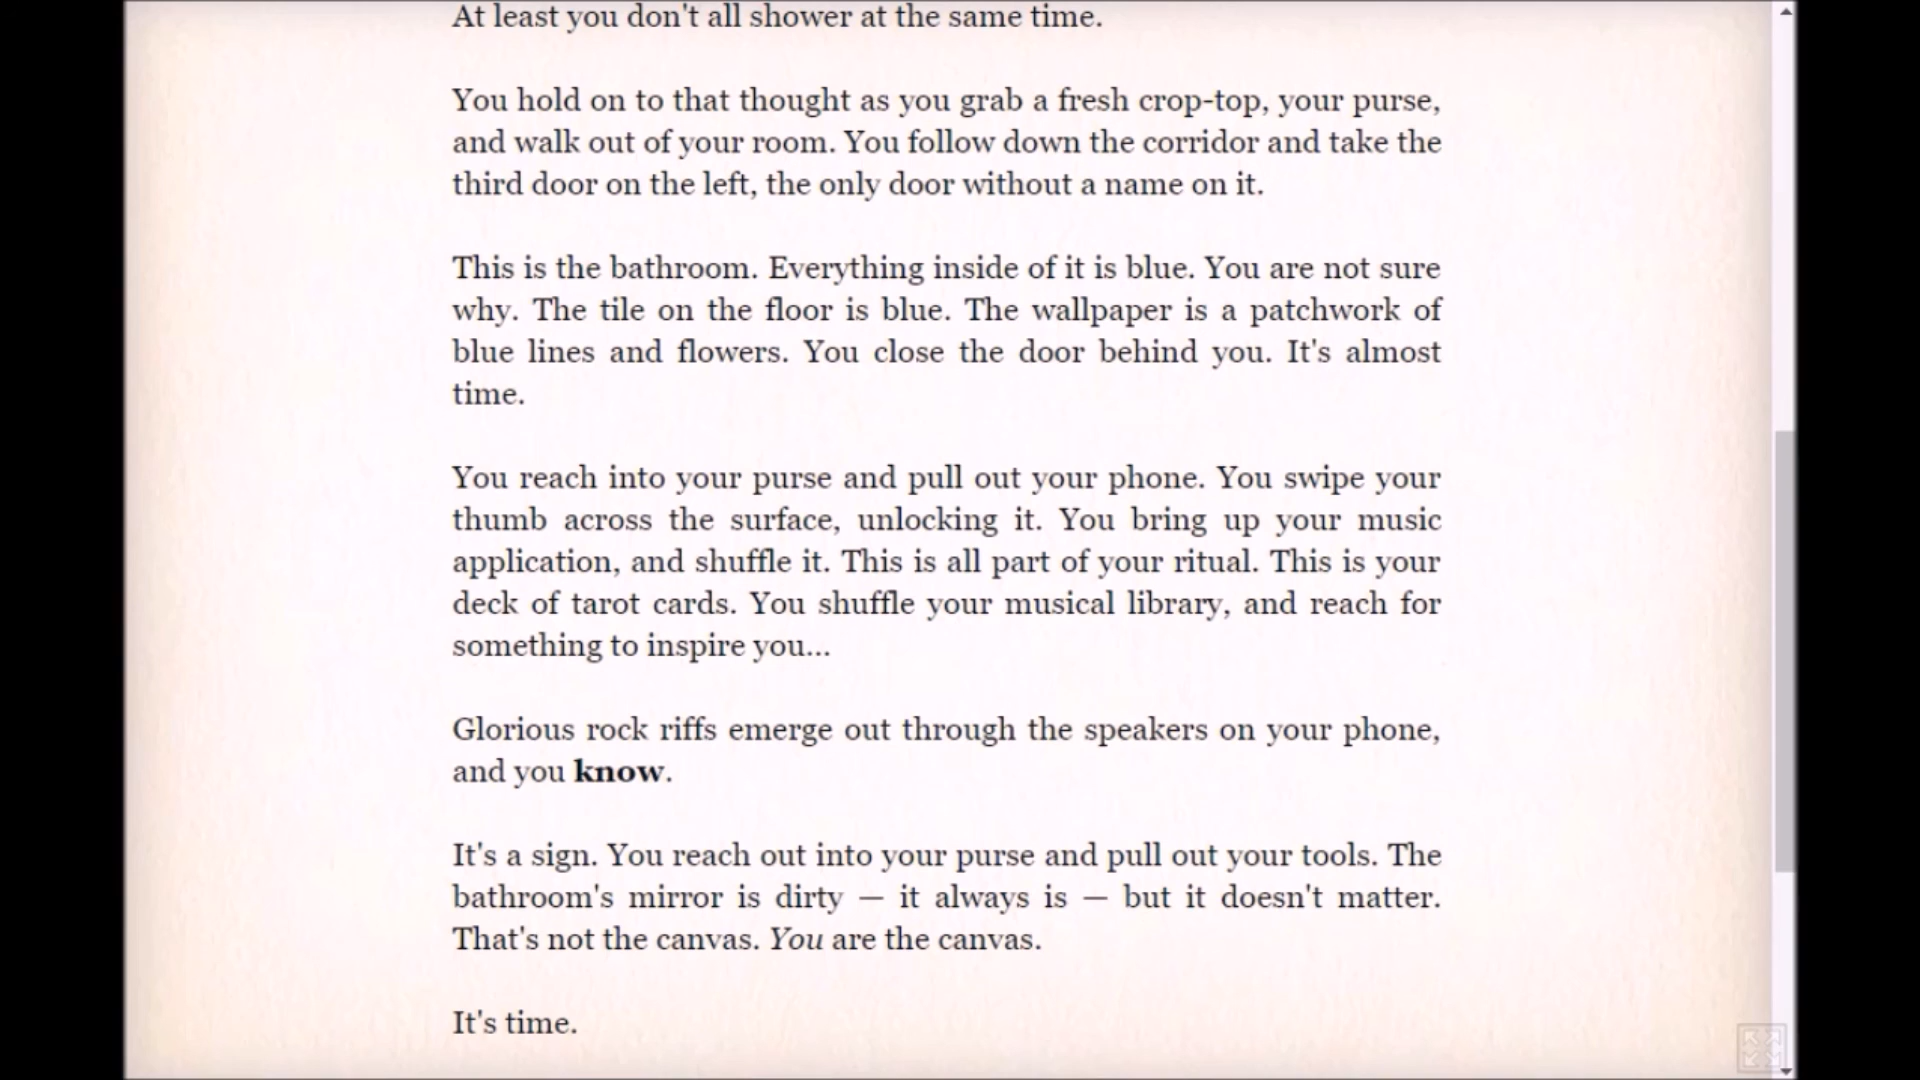 At least you don't all shower at the same time.
You hold on to that thought as you grab a fresh crop-top, your purse,
and walk out of your room. You follow down the corridor and take the
third door on the left, the only door without a name on it.
This is the bathroom. Everything inside of it is blue. You are not sure
why. The tile on the floor is blue. The wallpaper is a patchwork of
blue lines and flowers. You close the door behind you. It's almost
time.
You reach into your purse and pull out your phone. You swipe your
thumb across the surface, unlocking it. You bring up your music
application, and shuffle it. This is all part of your ritual. This is your
deck of tarot cards. You shuffle your musical library, and reach for
something to inspire you...
Glorious rock riffs emerge out through the speakers on your phone,
and you know.
It's a sign. You reach out into your purse and pull out your tools. The
bathroom's mirror is dirty — it always is — but it doesn't matter.
That's not the canvas. You are the canvas.
It's time.